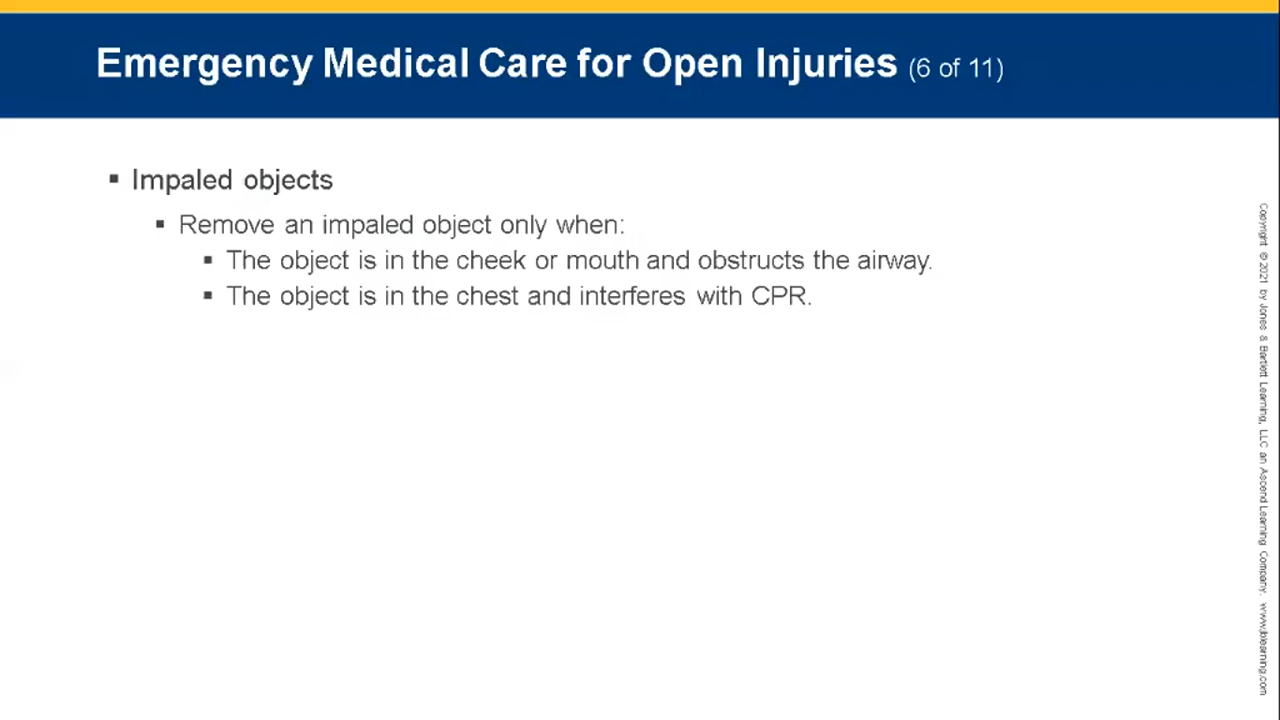 Emergency Medical Care for Open Injuries (6 of 11)
▪ Impaled objects
▪ Remove an impaled object only when:
▪ The object is in the cheek or mouth and obstructs the airway.
▪ The object is in the chest and interferes with CPR.
Copyright © 2021 by Jones & Bartlett Learning, LLC an Ascend Learning Company. www.jblearning.com